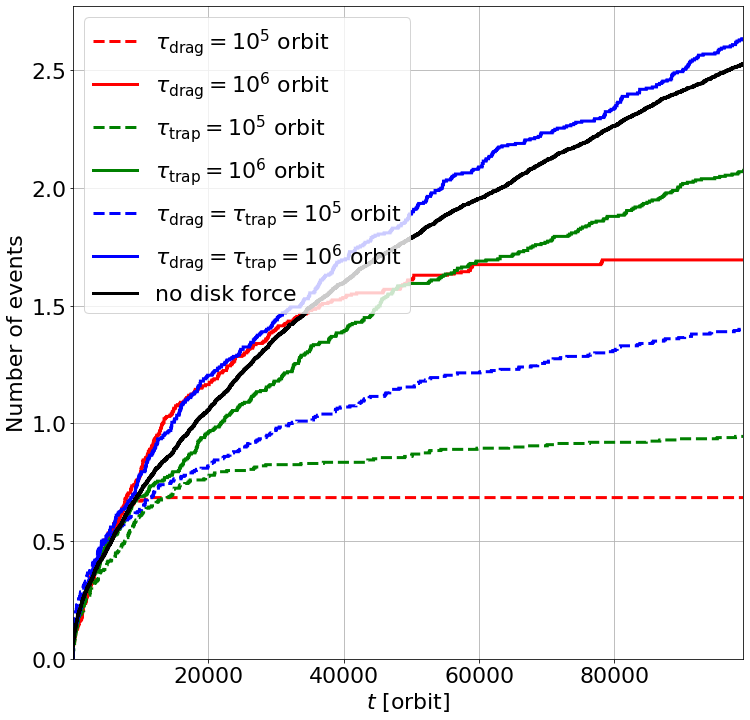 τdrag = 10^5 orbit
τdrag = 10^6 orbit
τtrap = 10^5 orbit
τtrap = 10^6 orbit
τdrag = τtrap = 10^5 orbit
τdrag = τtrap = 10^6 orbit
no disk force
Number of events
2.5
2.0
1.5
1.0
0.5
0.0
20000 40000 60000 80000
t [orbit]